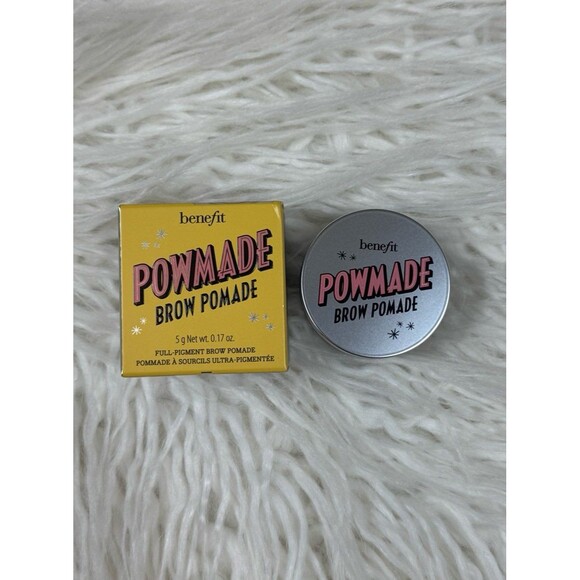 benefit
POWMADE
BROW POMADE
5 g Net wt. 0.17 oz.
FULL-PIGMENT BROW POMADE
POMMADE À SOURCILS ULTRA-PIGMENTÉE
benefit
POWMADE
BROW POMADE